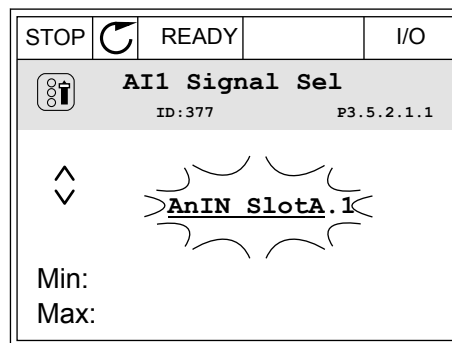 STOP READY I/O
AI1 Signal Sel
ID:377 P3.5.2.1.1
AnIN SlotA.1
Min:
Max: